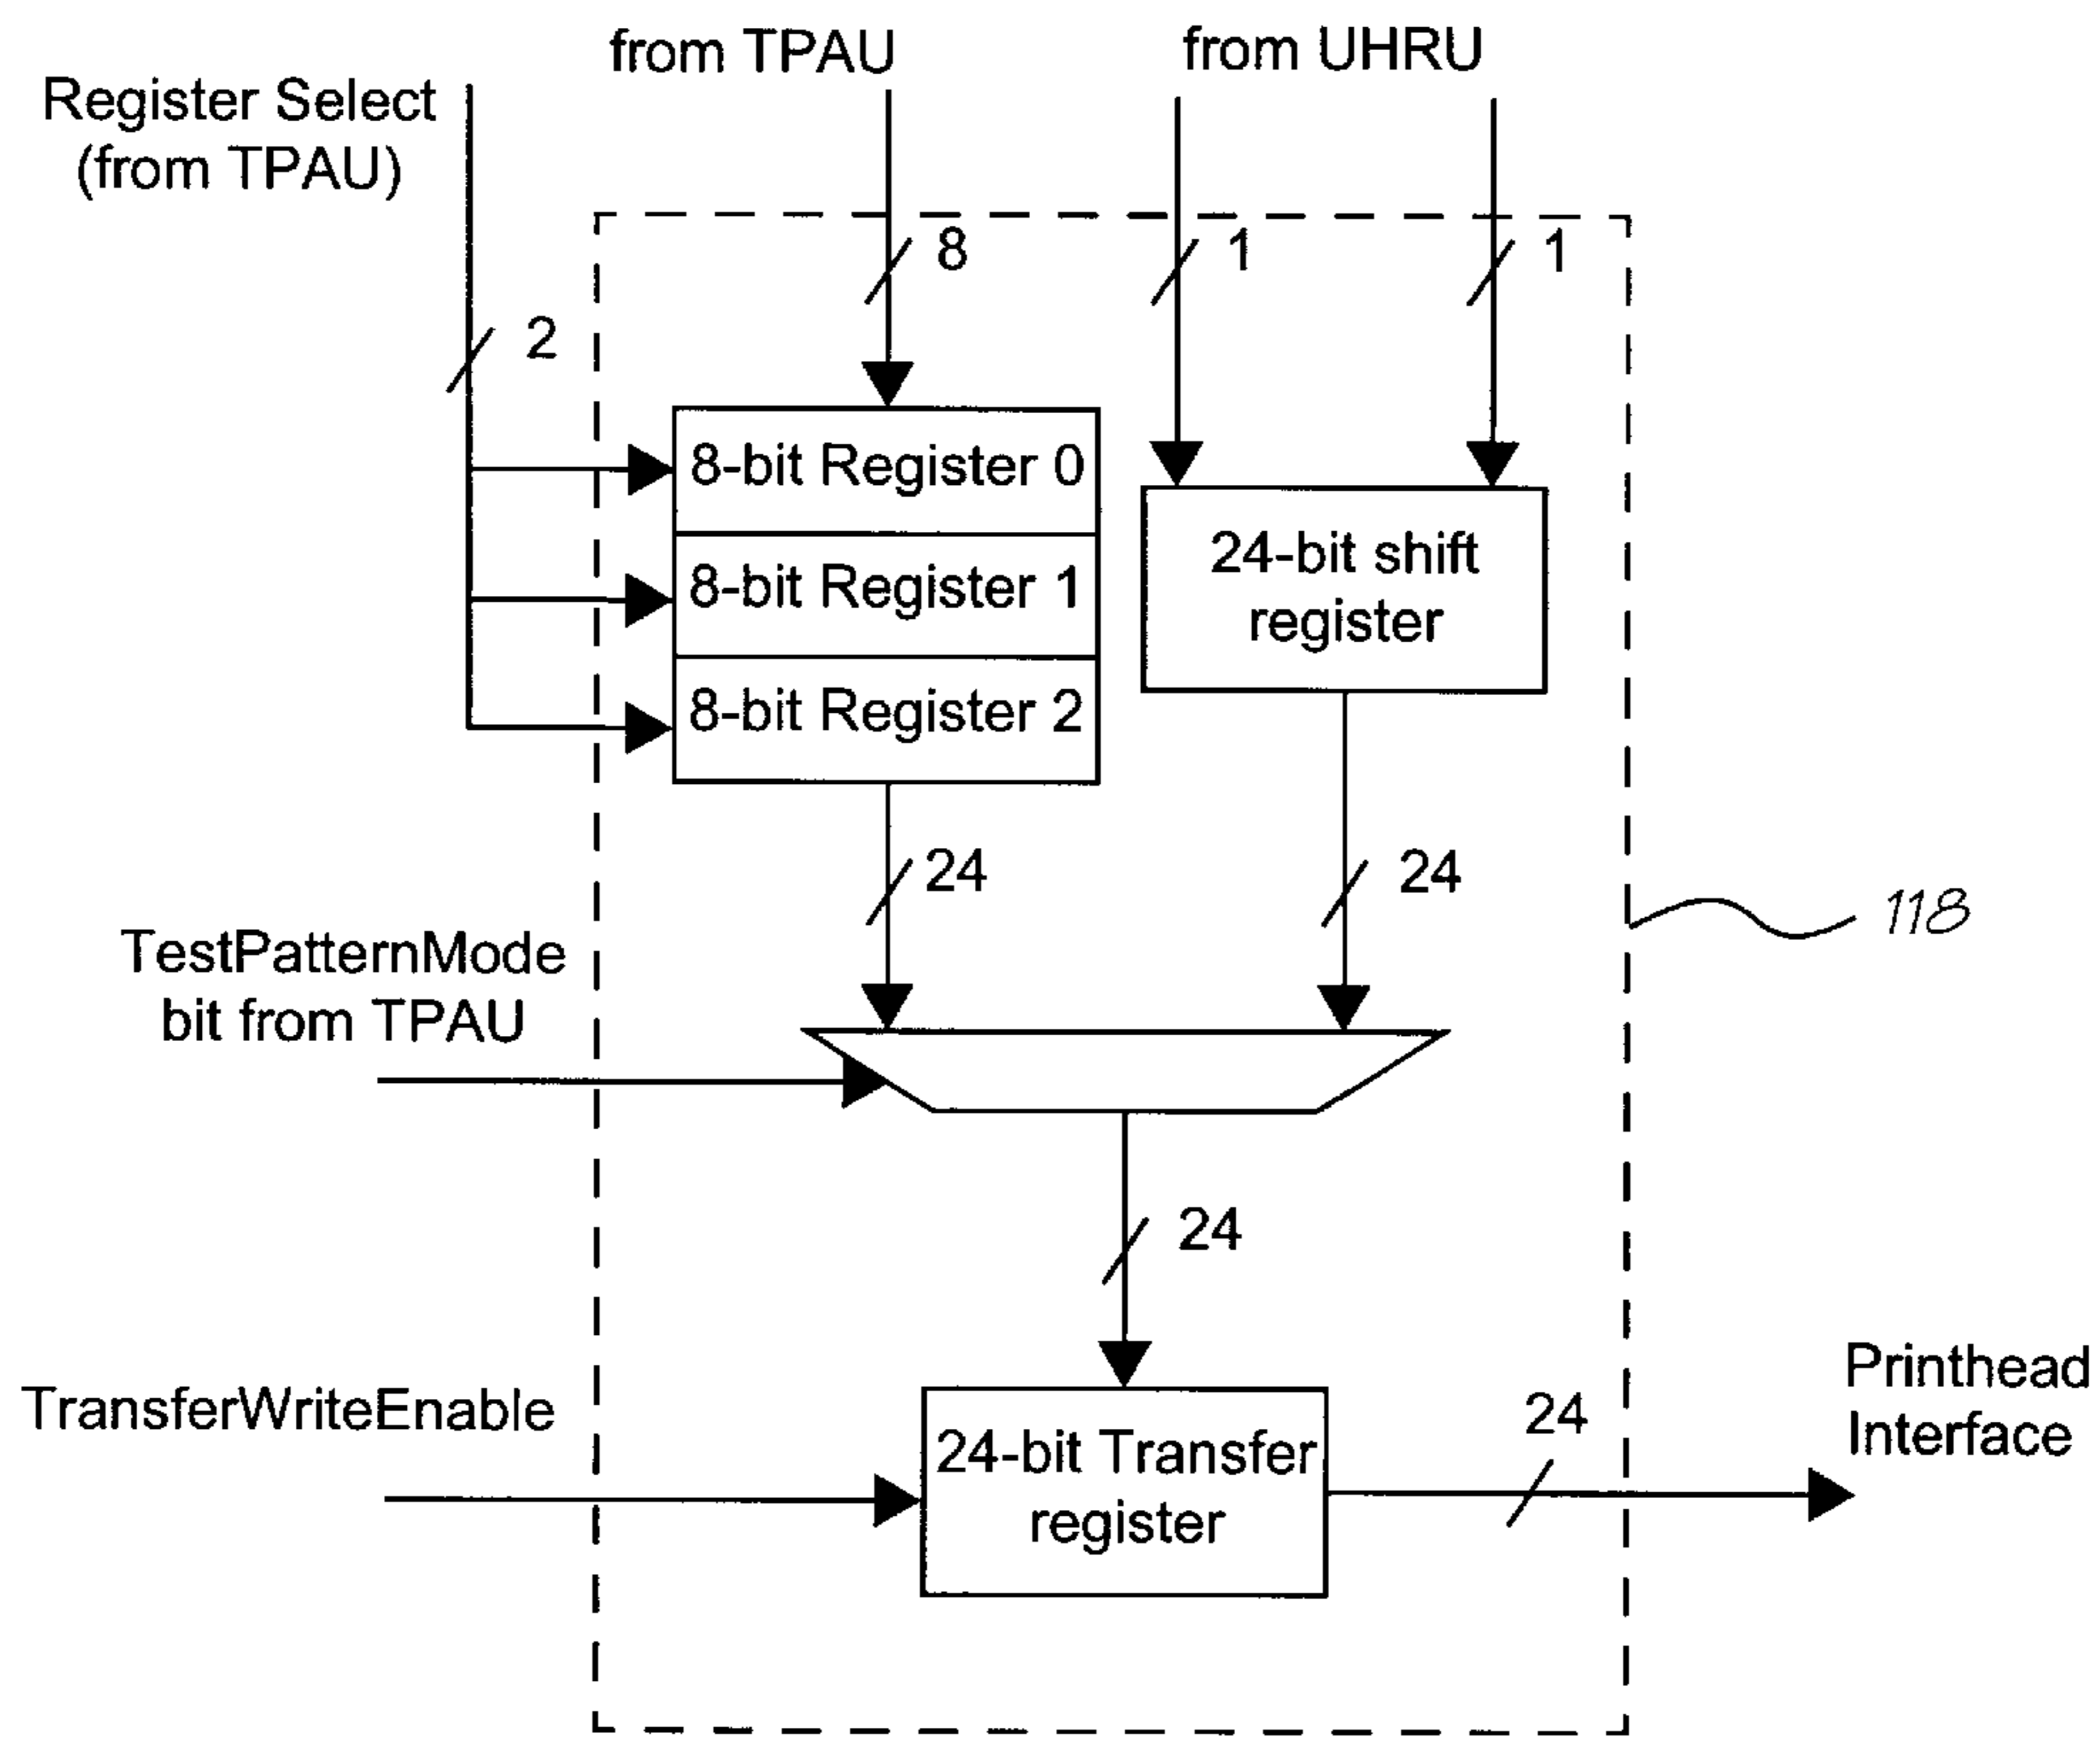 from TPAU
from UHRU
Register Select
(from TPAU)
8
1
1
2
8-bit Register 0
8-bit Register 1
8-bit Register 2
24-bit shift
register
24
24
118
TestPatternMode
bit from TPAU
24
TransferWriteEnable
24-bit Transfer
register
24
Printhead
Interface